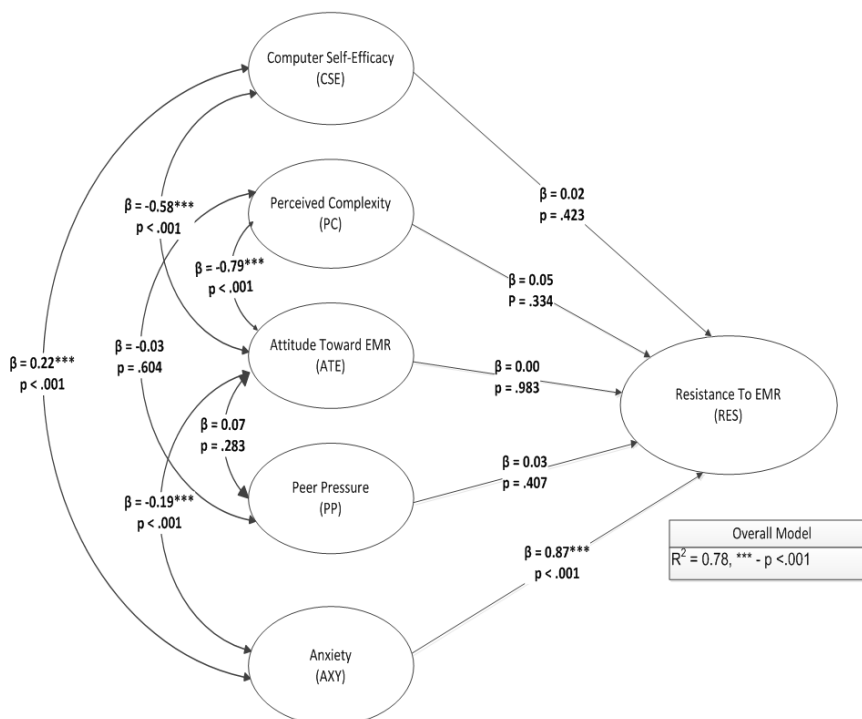 Computer Self-Efficacy
(CSE)
β = 0.02
p = .423
β = -0.58***
p < .001
Perceived Complexity
(PC)
β = -0.79***
p < .001
β = 0.05
P = .334
β = 0.22***
p < .001
β = -0.03
p = .604
Attitude Toward EMR
(ATE)
β = 0.00
p = .983
Resistance To EMR
(RES)
β = 0.07
p = .283
β = 0.03
p = .407
Peer Pressure
(PP)
β = -0.19***
p < .001
β = 0.87***
p < .001
Overall Model
R² = 0.78, *** - p <.001
Anxiety
(AXY)